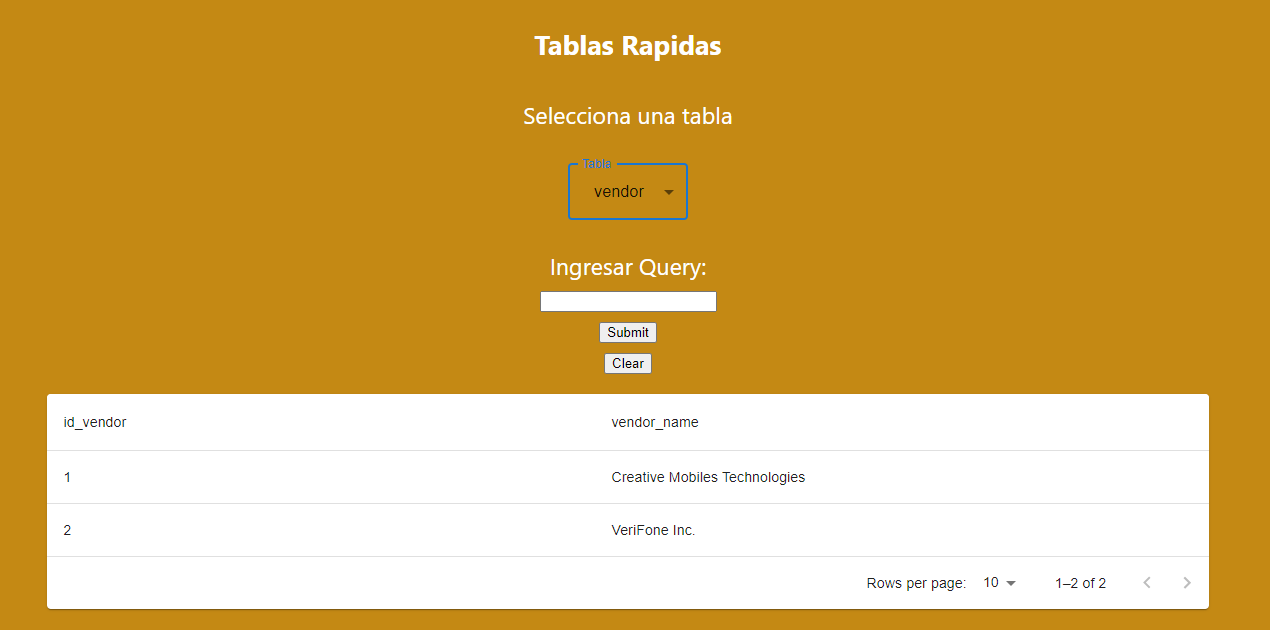 Tablas Rapidas
Selecciona una tabla
Tabla
vendor
Ingresar Query:
Submit
Clear
id_vendor vendor_name
1 Creative Mobiles Technologies
2 VeriFone Inc.
Rows per page: 10 1–2 of 2